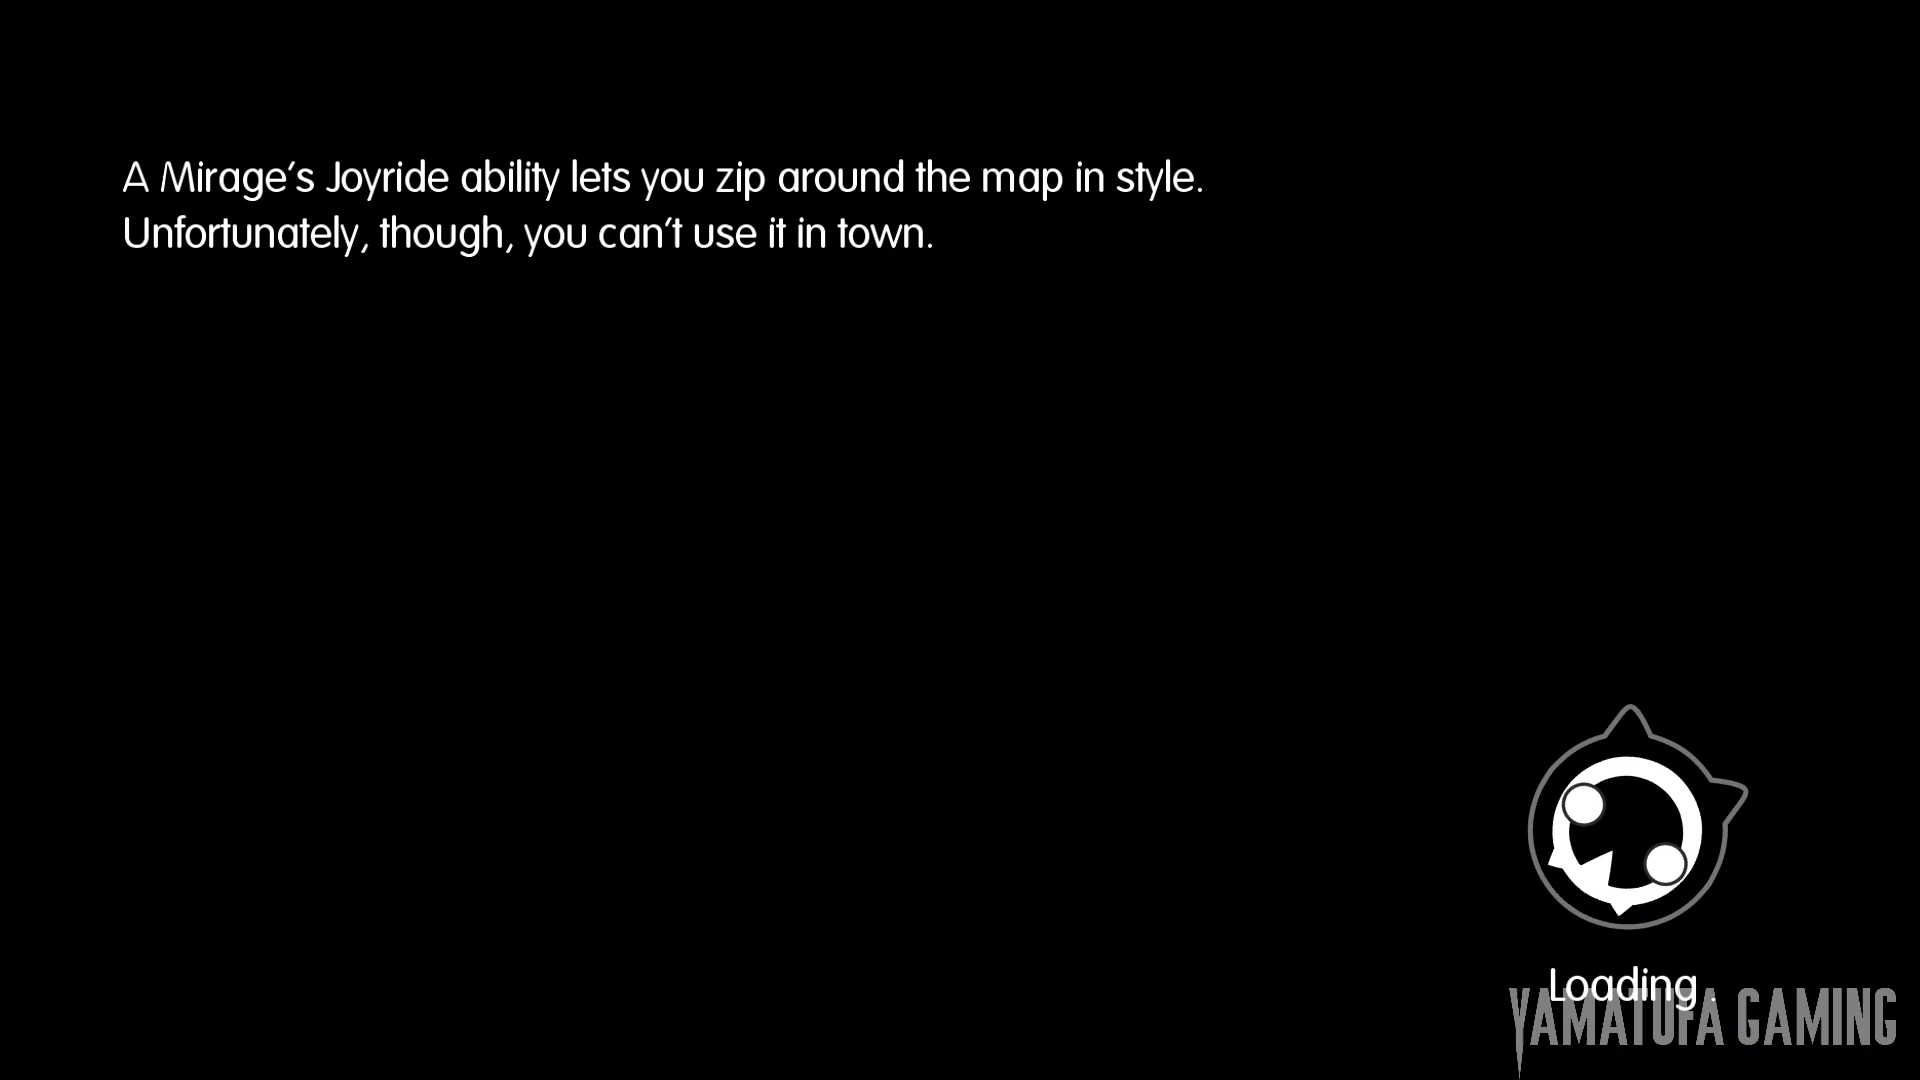 A Mirage's Joyride ability lets you zip around the map in style.
Unfortunately, though, you can't use it in town.
Loading .
YAMATUFA GAMING